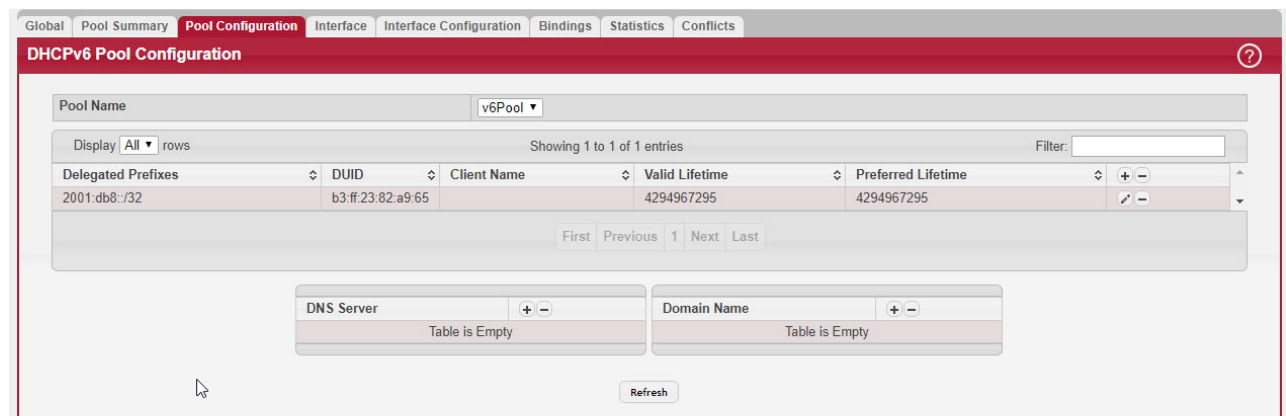 Global Pool Summary Pool Configuration Interface Interface Configuration Bindings Statistics Conflicts
DHCPv6 Pool Configuration ?
Pool Name v6Pool
Display All rows Showing 1 to 1 of 1 entries Filter:
Delegated Prefixes DUID Client Name Valid Lifetime Preferred Lifetime
2001:db8::/32 b3:ff:23:82:a9:65 4294967295 4294967295
First Previous 1 Next Last
DNS Server Domain Name
Table is Empty Table is Empty
Refresh